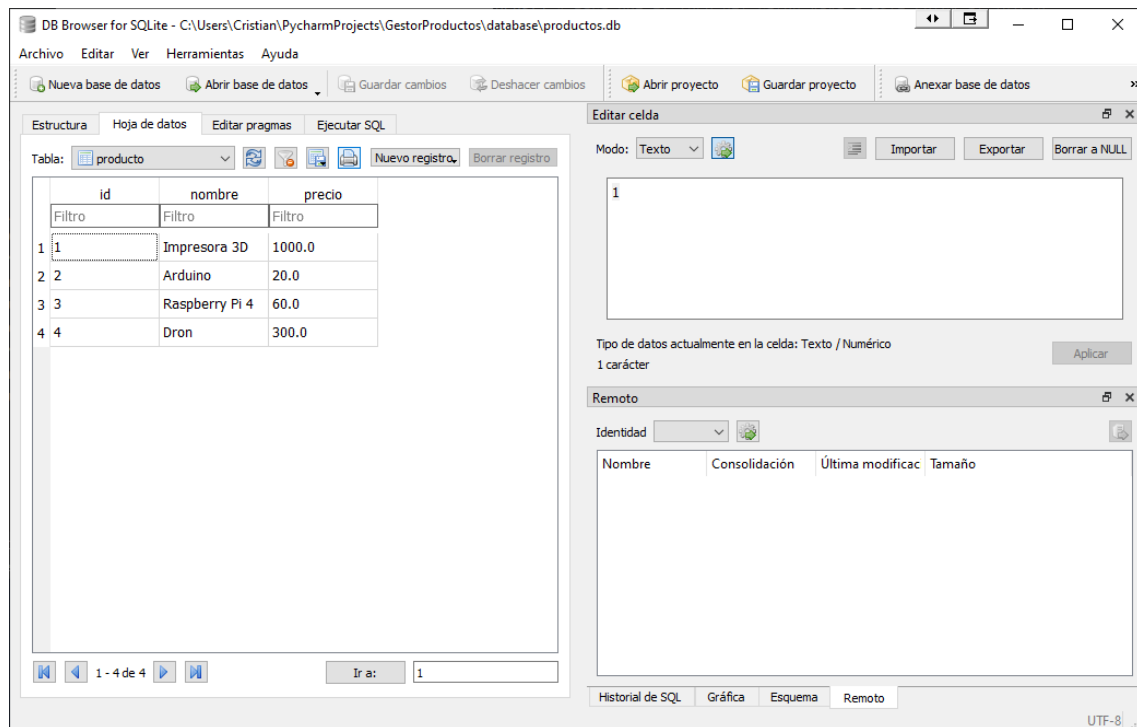 DB Browser for SQLite - C:\Users\Cristian\PycharmProjects\GestorProductos\database\productos.db
Archivo Editar Ver Herramientas Ayuda
Nueva base de datos Abrir base de datos Guardar cambios Deshacer cambios Abrir proyecto Guardar proyecto Anexar base de datos »
Estructura Hoja de datos Editar pragmas Ejecutar SQL
Tabla: producto Nuevo registro Borrar registro
id nombre precio
Filtro Filtro Filtro
1 1 Impresora 3D 1000.0
2 2 Arduino 20.0
3 3 Raspberry Pi 4 60.0
4 4 Dron 300.0
1 - 4 de 4 Ir a: 1
Editar celda
Modo: Texto Importar Exportar Borrar a NULL
1
Tipo de datos actualmente en la celda: Texto / Numérico
1 carácter
Aplicar
Remoto
Identidad
Nombre Consolidación Última modificac Tamaño
Historial de SQL Gráfica Esquema Remoto
UTF-8